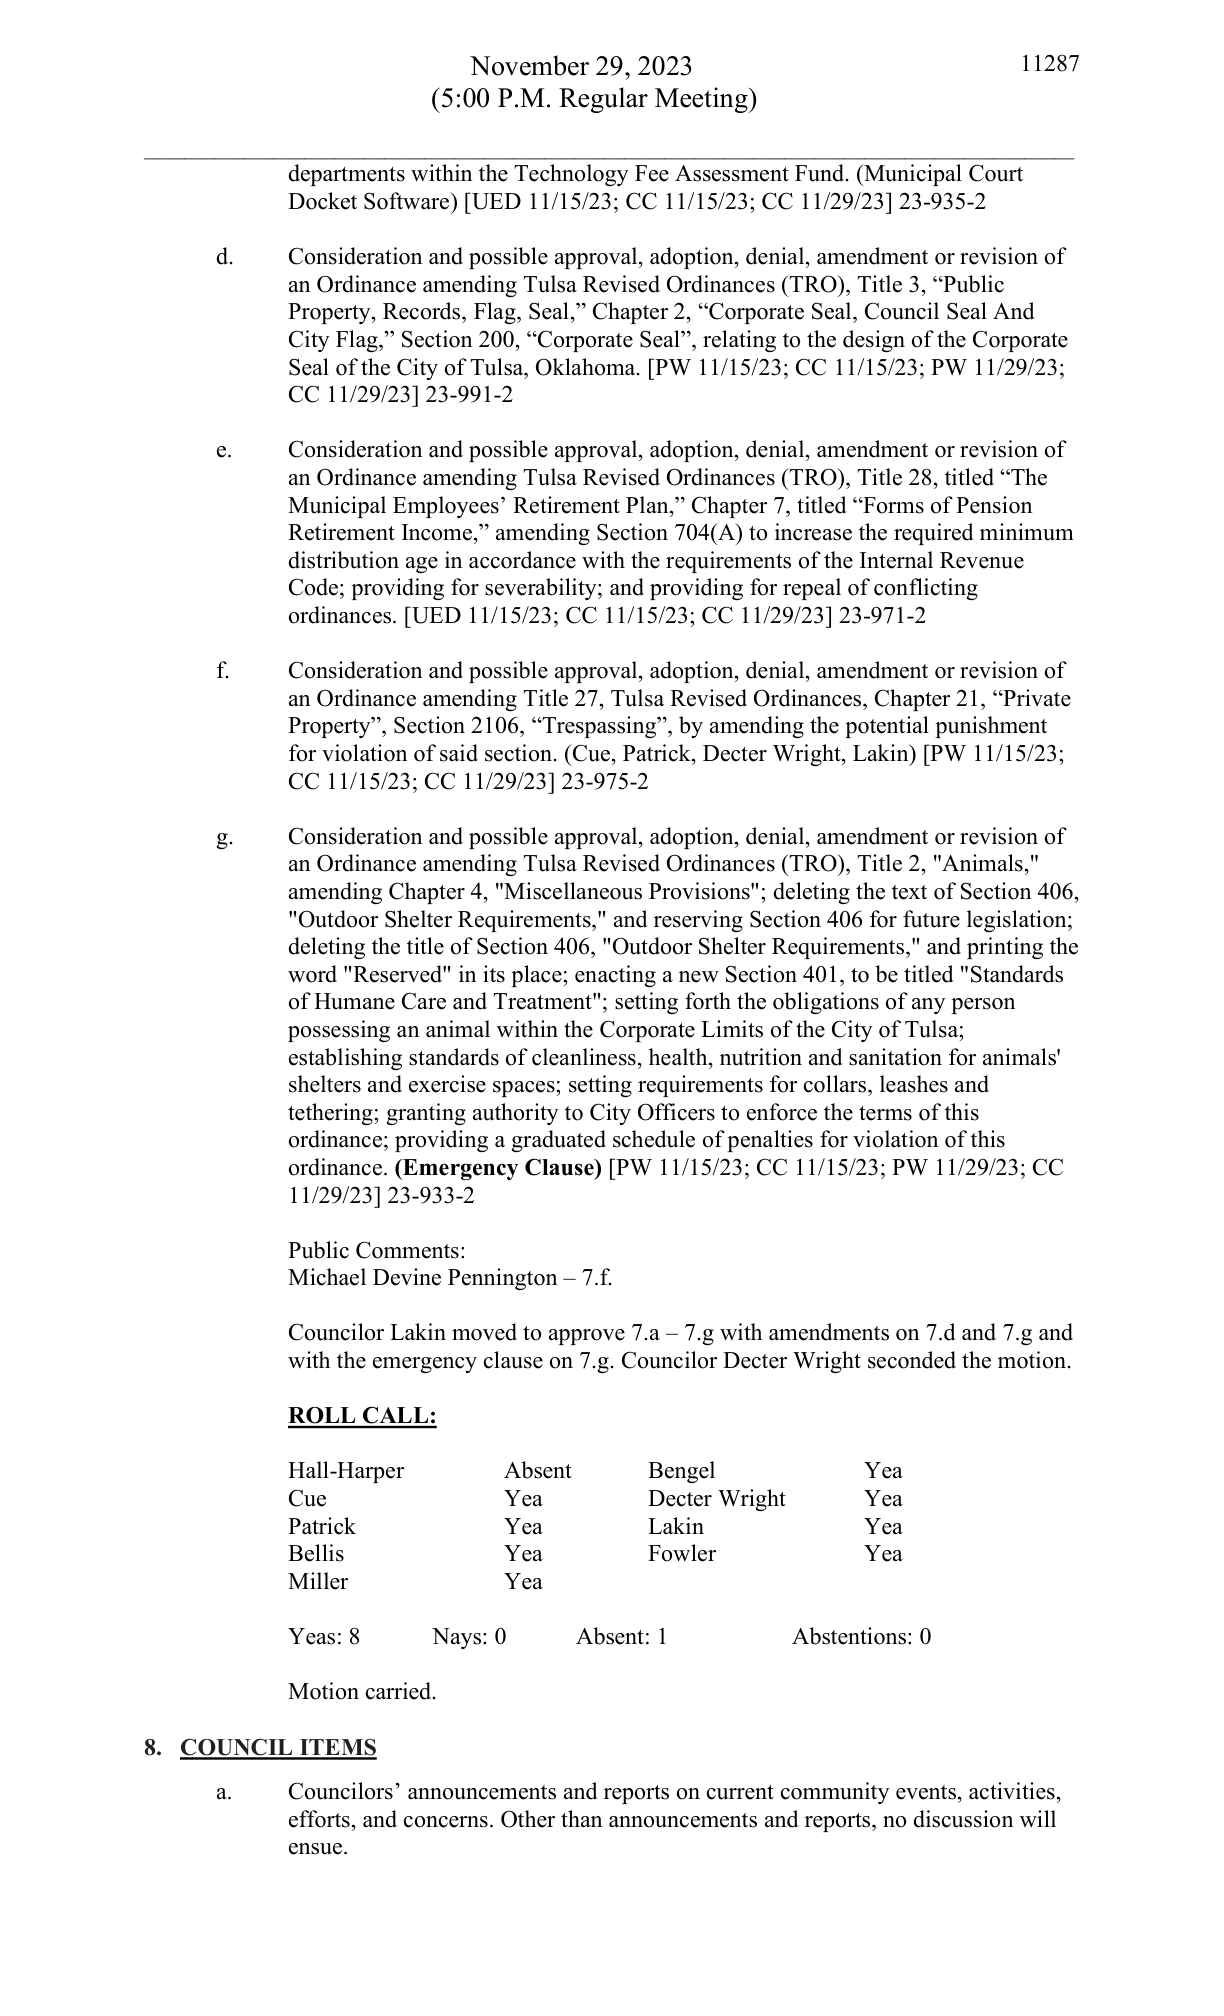 November 29, 2023
11287
(5:00 P.M. Regular Meeting)
departments within the Technology Fee Assessment Fund. (Municipal Court
Docket Software) [UED 11/15/23; CC 11/15/23; CC 11/29/23] 23-935-2
d. Consideration and possible approval, adoption, denial, amendment or revision of
an Ordinance amending Tulsa Revised Ordinances (TRO), Title 3, “Public
Property, Records, Flag, Seal,” Chapter 2, “Corporate Seal, Council Seal And
City Flag,” Section 200, “Corporate Seal”, relating to the design of the Corporate
Seal of the City of Tulsa, Oklahoma. [PW 11/15/23; CC 11/15/23; PW 11/29/23;
CC 11/29/23] 23-991-2
e. Consideration and possible approval, adoption, denial, amendment or revision of
an Ordinance amending Tulsa Revised Ordinances (TRO), Title 28, titled “The
Municipal Employees’ Retirement Plan,” Chapter 7, titled “Forms of Pension
Retirement Income,” amending Section 704(A) to increase the required minimum
distribution age in accordance with the requirements of the Internal Revenue
Code; providing for severability; and providing for repeal of conflicting
ordinances. [UED 11/15/23; CC 11/15/23; CC 11/29/23] 23-971-2
f. Consideration and possible approval, adoption, denial, amendment or revision of
an Ordinance amending Title 27, Tulsa Revised Ordinances, Chapter 21, “Private
Property”, Section 2106, “Trespassing”, by amending the potential punishment
for violation of said section. (Cue, Patrick, Decter Wright, Lakin) [PW 11/15/23;
CC 11/15/23; CC 11/29/23] 23-975-2
g. Consideration and possible approval, adoption, denial, amendment or revision of
an Ordinance amending Tulsa Revised Ordinances (TRO), Title 2, "Animals,"
amending Chapter 4, "Miscellaneous Provisions"; deleting the text of Section 406,
"Outdoor Shelter Requirements," and reserving Section 406 for future legislation;
deleting the title of Section 406, "Outdoor Shelter Requirements," and printing the
word "Reserved" in its place; enacting a new Section 401, to be titled "Standards
of Humane Care and Treatment"; setting forth the obligations of any person
possessing an animal within the Corporate Limits of the City of Tulsa;
establishing standards of cleanliness, health, nutrition and sanitation for animals'
shelters and exercise spaces; setting requirements for collars, leashes and
tethering; granting authority to City Officers to enforce the terms of this
ordinance; providing a graduated schedule of penalties for violation of this
ordinance. (Emergency Clause) [PW 11/15/23; CC 11/15/23; PW 11/29/23; CC
11/29/23] 23-933-2
Public Comments:
Michael Devine Pennington – 7.f.
Councilor Lakin moved to approve 7.a – 7.g with amendments on 7.d and 7.g and
with the emergency clause on 7.g. Councilor Decter Wright seconded the motion.
ROLL CALL:
Hall-Harper Absent Bengel Yea
Cue Yea Decter Wright Yea
Patrick Yea Lakin Yea
Bellis Yea Fowler Yea
Miller Yea
Yeas: 8 Nays: 0 Absent: 1 Abstentions: 0
Motion carried.
8. COUNCIL ITEMS
a. Councilors’ announcements and reports on current community events, activities,
efforts, and concerns. Other than announcements and reports, no discussion will
ensue.